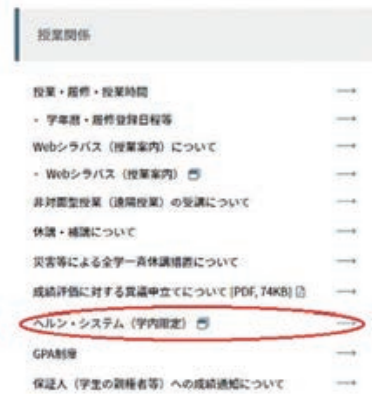 授業関係
授業・履修・授業時間
- 学年暦・履修登録日程等
Webシラバス（授業案内）について
- Webシラバス（授業案内）
非対面型授業（遠隔授業）の受講について
休講・補講について
災害等による全学一斉休講措置について
成績評価に対する異議申立てについて [PDF, 74KB]
ヘルン・システム（学内限定）
GPA制度
保証人（学生の親権者等）への成績通知について